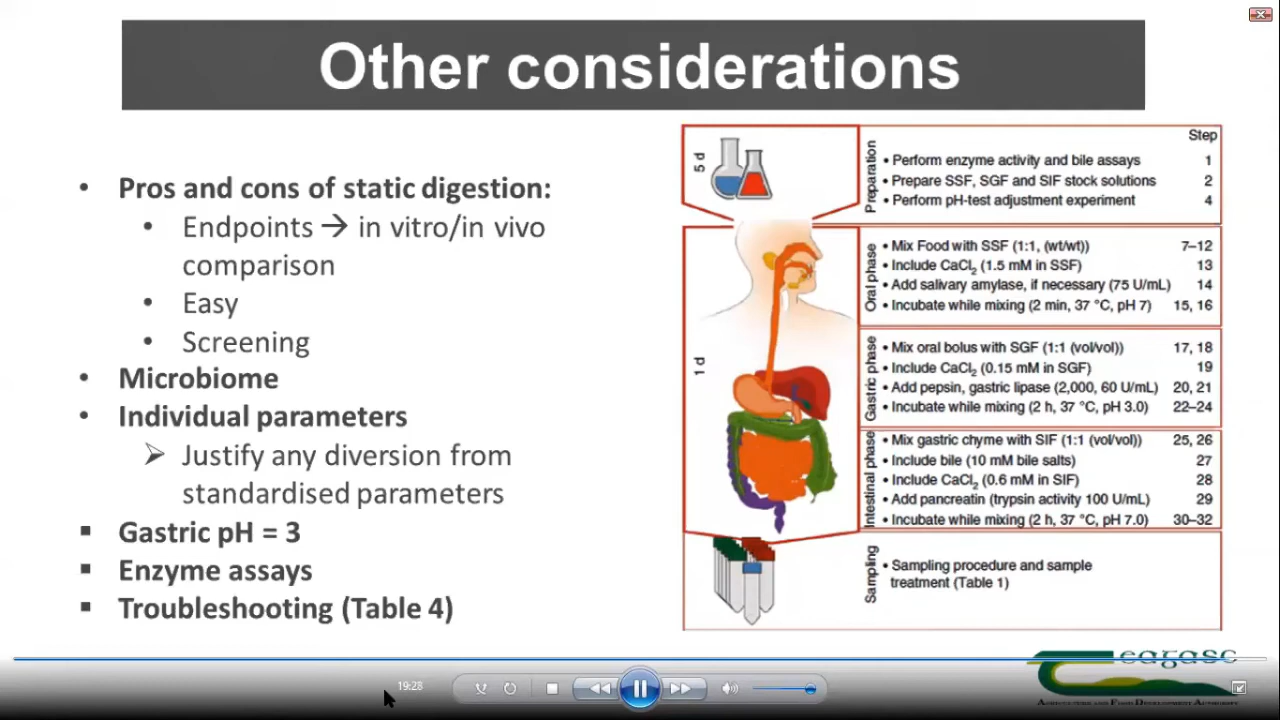 Other considerations
• Pros and cons of static digestion:
• Endpoints → in vitro/in vivo
comparison
• Easy
• Screening
• Microbiome
• Individual parameters
➢ Justify any diversion from
standardised parameters
▪ Gastric pH = 3
▪ Enzyme assays
▪ Troubleshooting (Table 4)
5 d
Preparation
Step
• Perform enzyme activity and bile assays 1
• Prepare SSF, SGF and SIF stock solutions 2
• Perform pH-test adjustment experiment 4
1 d
Oral phase
• Mix Food with SSF (1:1, (wt/wt)) 7–12
• Include CaCl₂ (1.5 mM in SSF) 13
• Add salivary amylase, if necessary (75 U/mL) 14
• Incubate while mixing (2 min, 37 °C, pH 7) 15, 16
Gastric phase
• Mix oral bolus with SGF (1:1 (vol/vol)) 17, 18
• Include CaCl₂ (0.15 mM in SGF) 19
• Add pepsin, gastric lipase (2,000, 60 U/mL) 20, 21
• Incubate while mixing (2 h, 37 °C, pH 3.0) 22–24
Intestinal phase
• Mix gastric chyme with SIF (1:1 (vol/vol)) 25, 26
• Include bile (10 mM bile salts) 27
• Include CaCl₂ (0.6 mM in SIF) 28
• Add pancreatin (trypsin activity 100 U/mL) 29
• Incubate while mixing (2 h, 37 °C, pH 7.0) 30–32
Sampling
• Sampling procedure and sample
treatment (Table 1)
eagasc
Agriculture and Food Development Authority
19:28